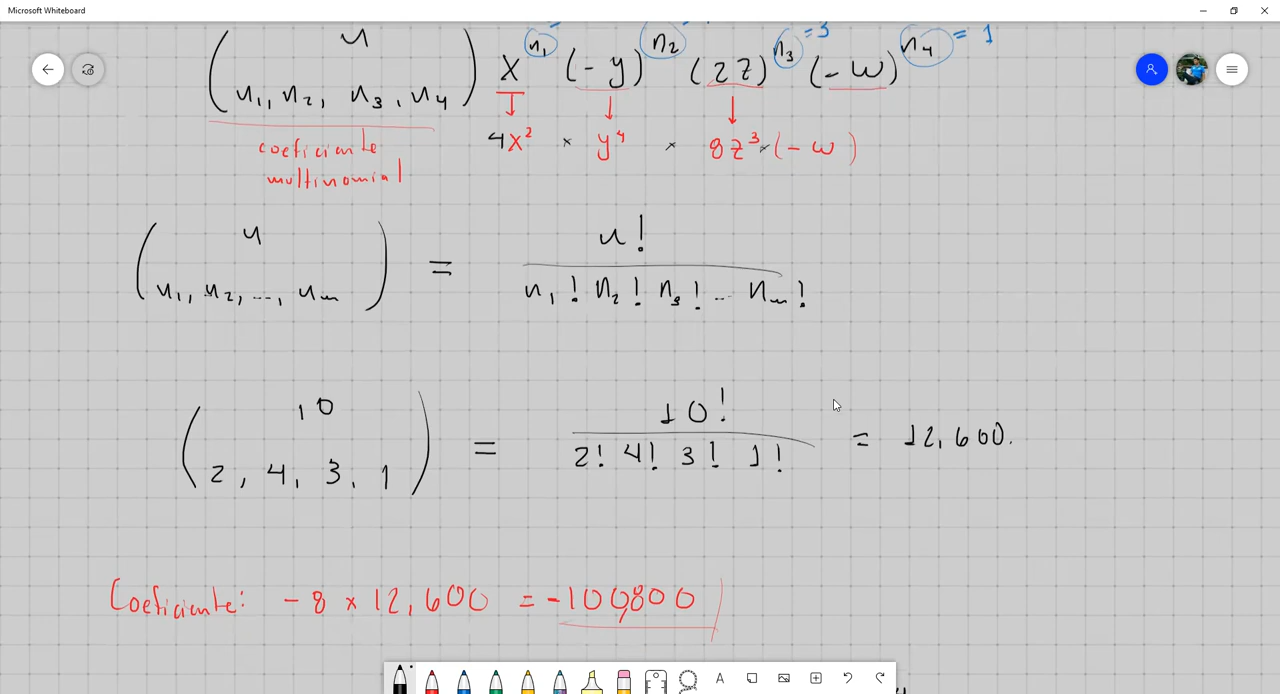 Microsoft Whiteboard
n
n₁, n₂, n₃, n₄
x^n₁ (-y)^n₂ (2z)^n₃ = 3 (-w)^n₄ = 1
4x² × y⁴ × 8z³ × (-w)
coeficiente
multinomial
(n n₁, n₂, ..., nₘ) = n! / n₁! n₂! n₃! ... nₘ!
(10 2, 4, 3, 1) = 10! / 2! 4! 3! 1! = 12,600.
Coeficiente: -8 × 12,600 = -100,800
A